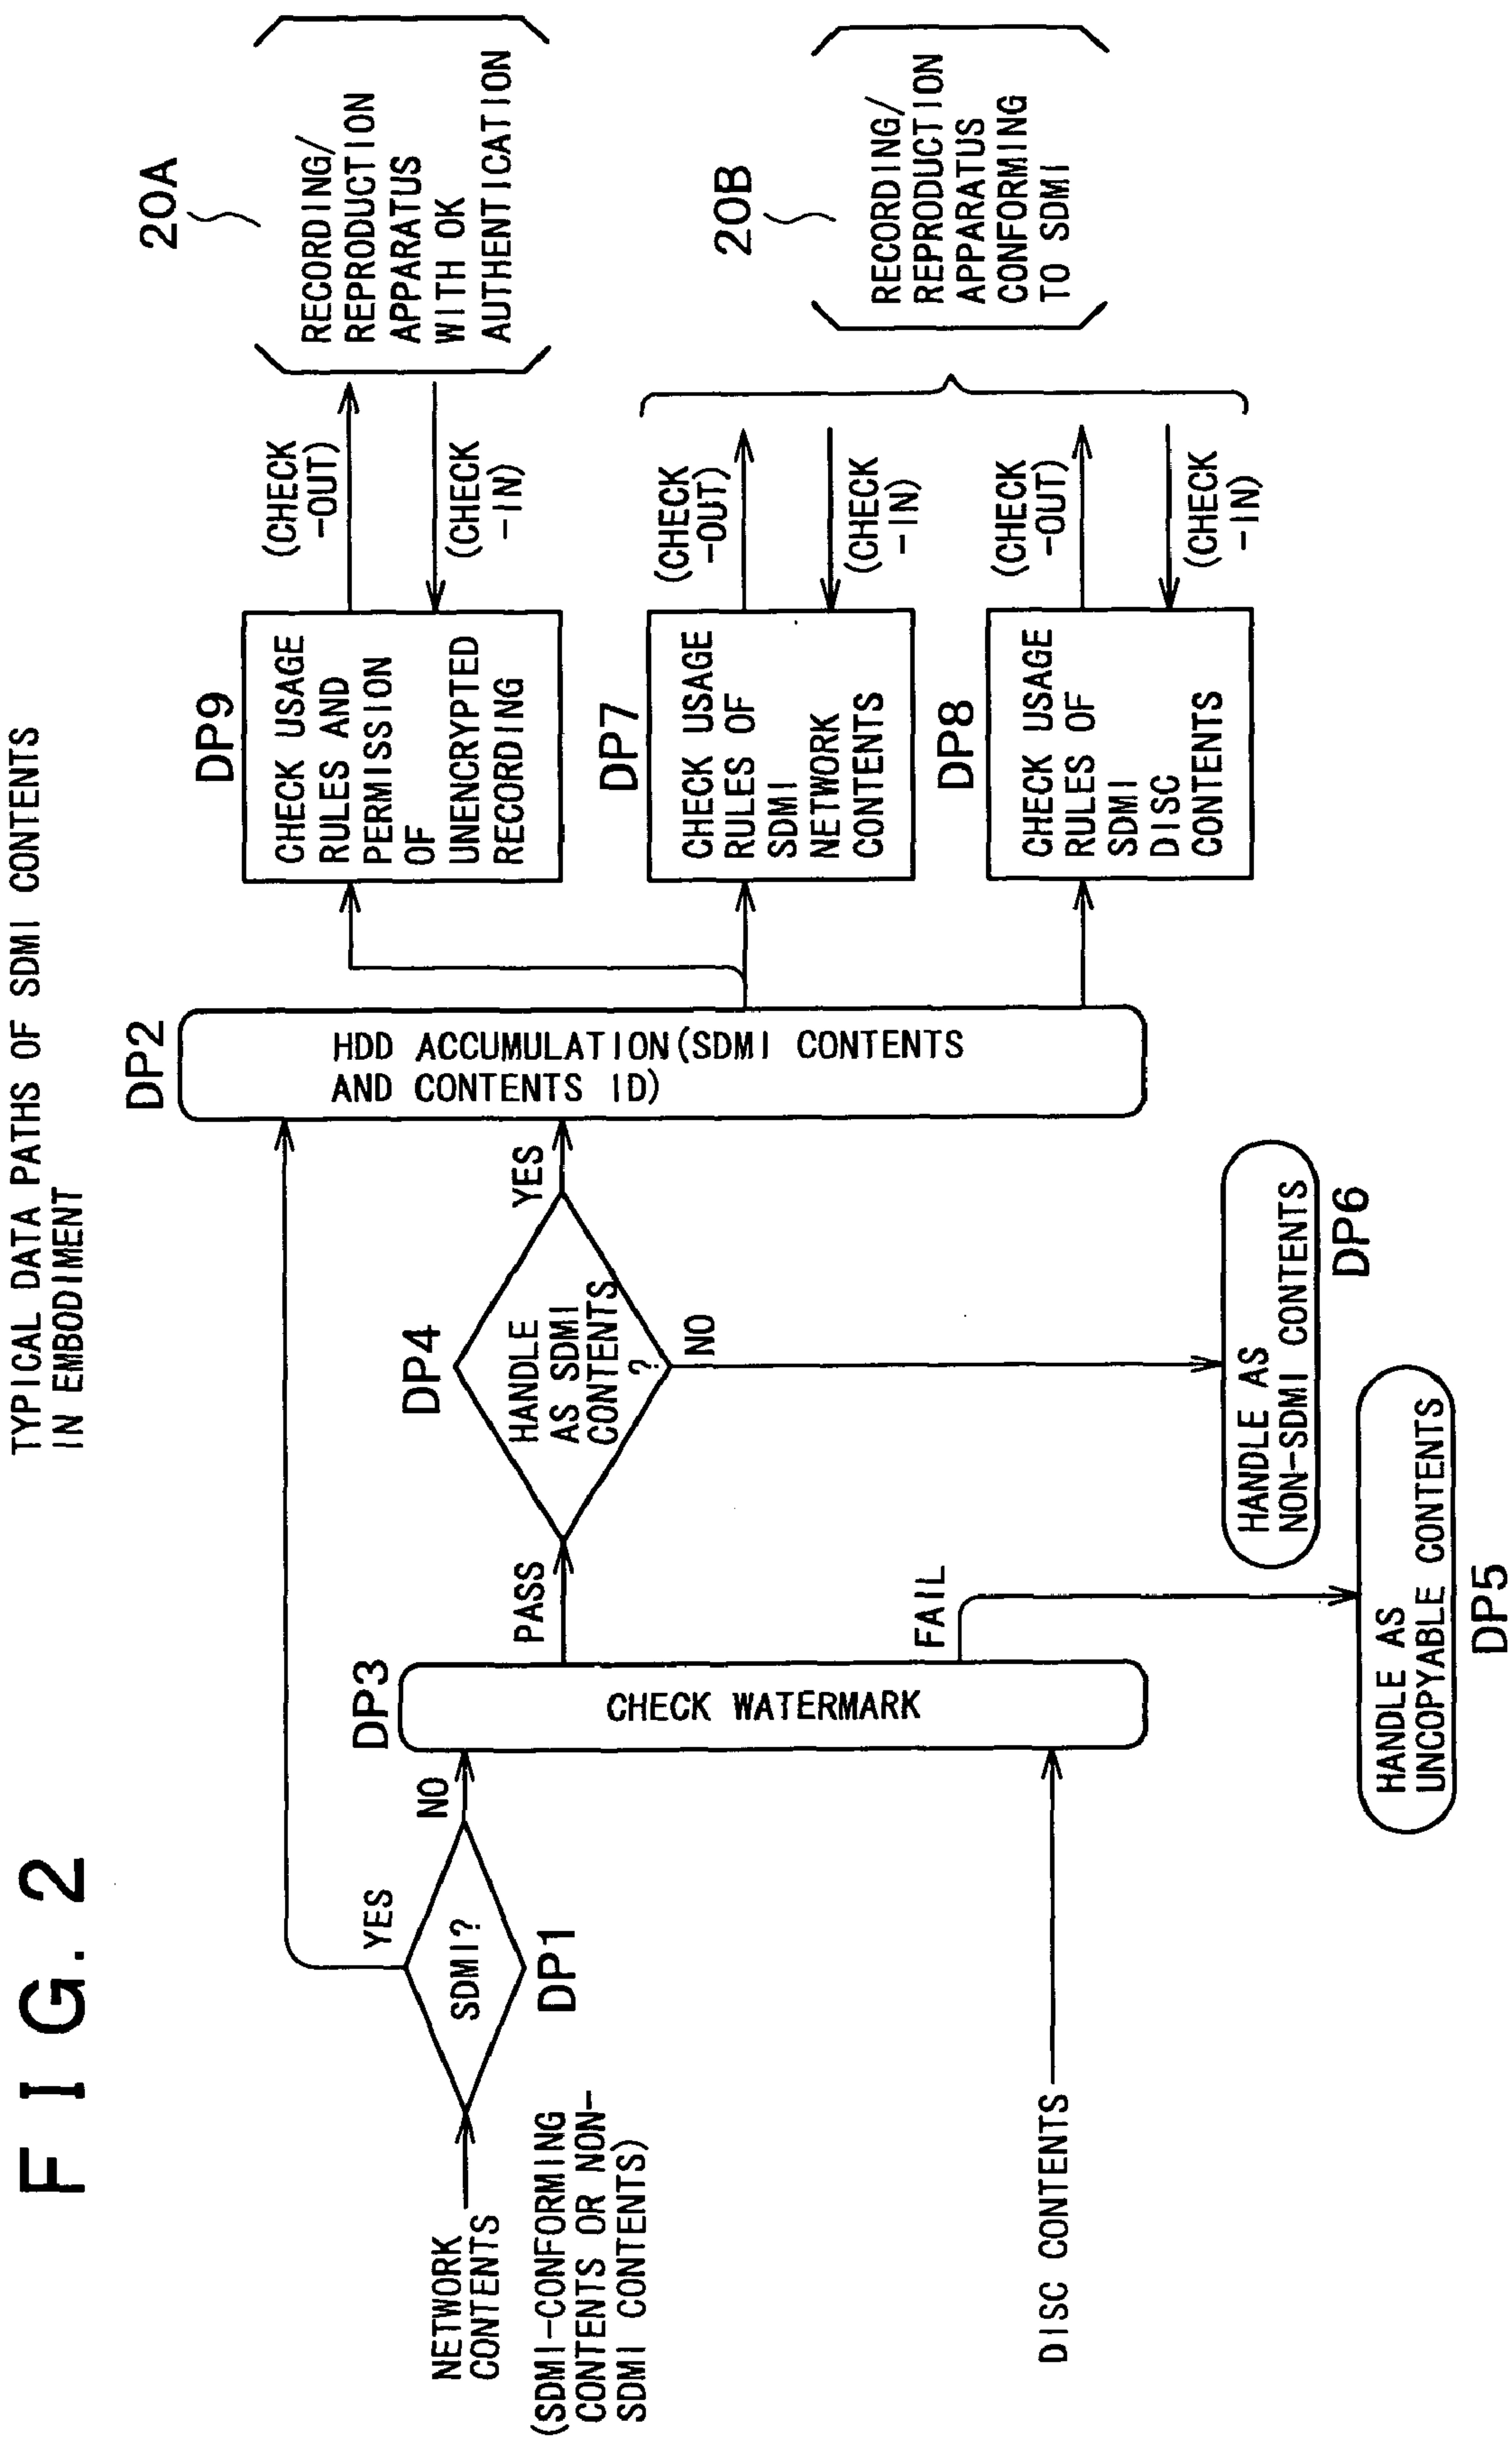 FIG. 2
TYPICAL DATA PATHS OF SDMI CONTENTS
IN EMBODIMENT
NETWORK
CONTENTS
(SDMI-CONFORMING
CONTENTS OR NON-
SDMI CONTENTS)
DISC CONTENTS
SDMI?
DP1
YES
NO
DP3
CHECK WATERMARK
PASS
FAIL
DP4
HANDLE
AS SDMI
CONTENTS
?
YES
NO
HANDLE AS
UNCOPYABLE CONTENTS
DP5
HANDLE AS
NON-SDMI CONTENTS
DP6
DP2
HDD ACCUMULATION(SDMI CONTENTS
AND CONTENTS ID)
DP9
CHECK USAGE
RULES AND
PERMISSION
OF
UNENCRYPTED
RECORDING
DP7
CHECK USAGE
RULES OF
SDMI
NETWORK
CONTENTS
DP8
CHECK USAGE
RULES OF
SDMI
DISC
CONTENTS
(CHECK
-OUT)
(CHECK
-IN)
(CHECK
-OUT)
(CHECK
-IN)
(CHECK
-OUT)
(CHECK
-IN)
20A
RECORDING/
REPRODUCTION
APPARATUS
WITH OK
AUTHENTICATION
20B
RECORDING/
REPRODUCTION
APPARATUS
CONFORMING
TO SDMI